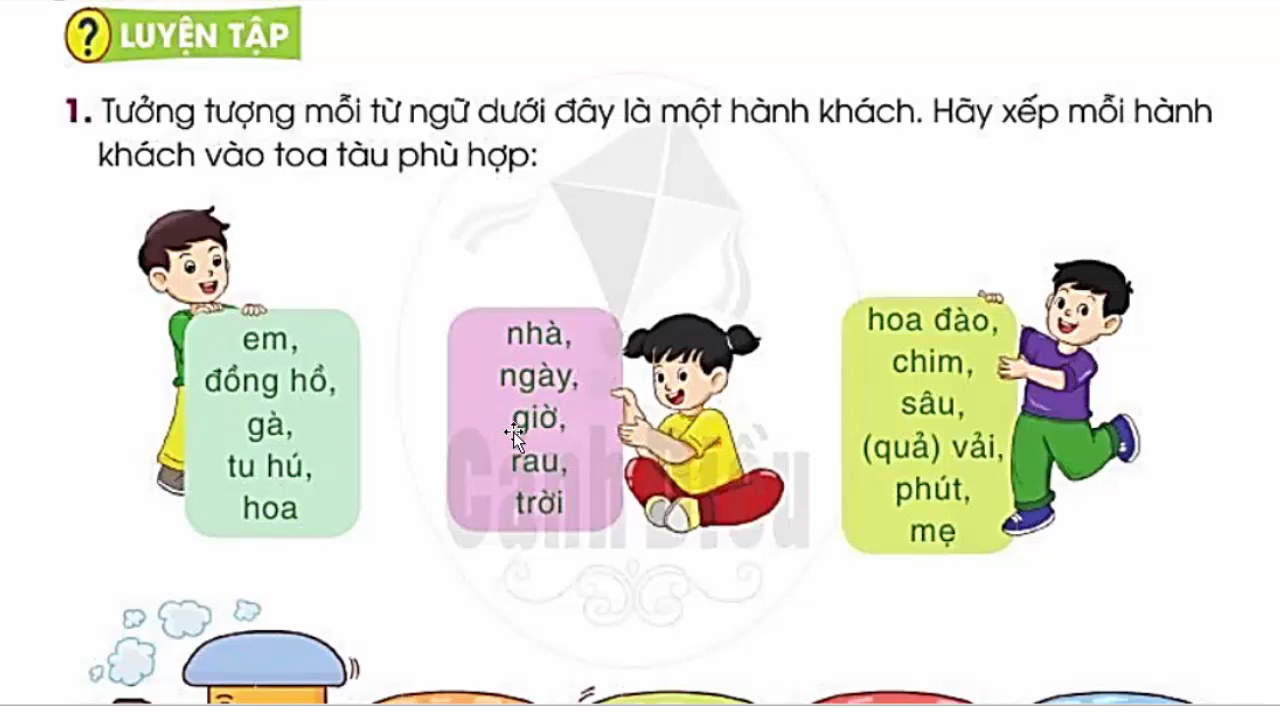 ? LUYỆN TẬP
1. Tưởng tượng mỗi từ ngữ dưới đây là một hành khách. Hãy xếp mỗi hành
khách vào toa tàu phù hợp:
em,
đồng hồ,
gà,
tu hú,
hoa
nhà,
ngày,
giờ,
rau,
trời
hoa đào,
chim,
sâu,
(quả) vải,
phút,
mẹ
Cánh Diều